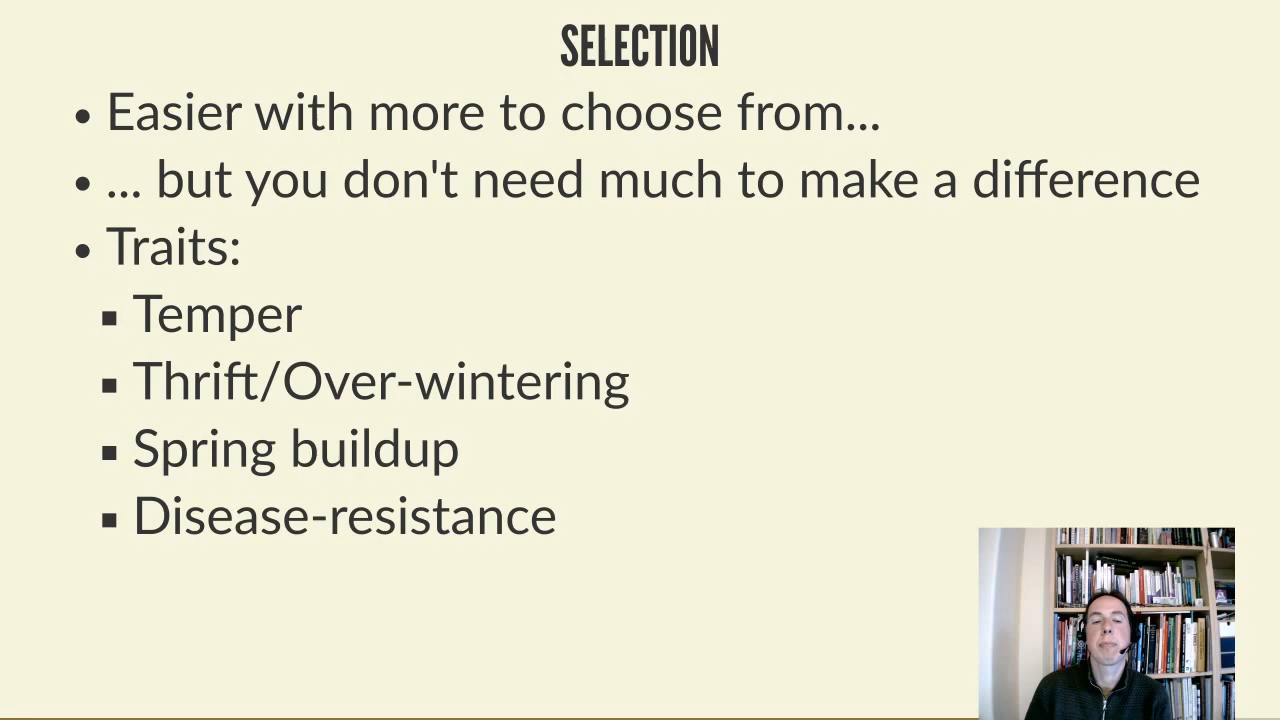 SELECTION
• Easier with more to choose from...
• ... but you don't need much to make a difference
• Traits:
▪ Temper
▪ Thrift/Over-wintering
▪ Spring buildup
▪ Disease-resistance